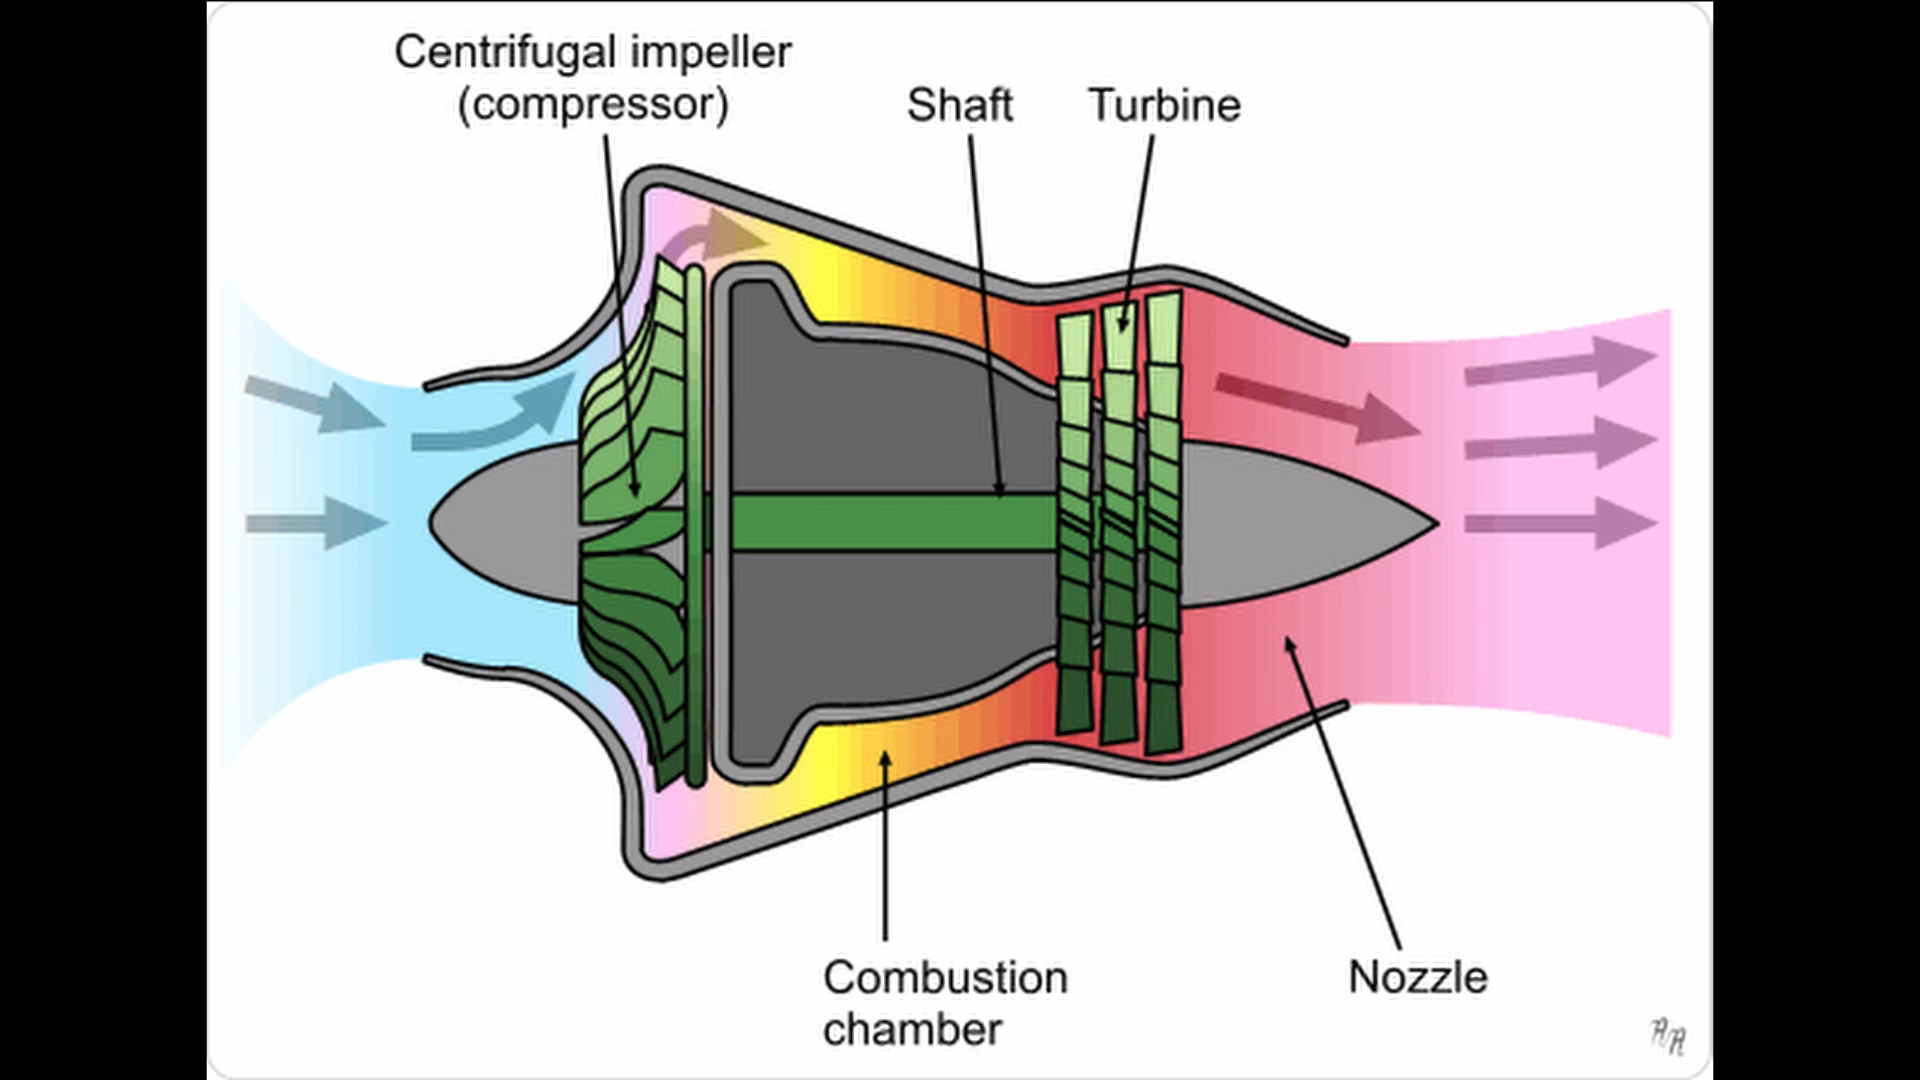 Centrifugal impeller
(compressor)
Shaft
Turbine
Combustion
chamber
Nozzle